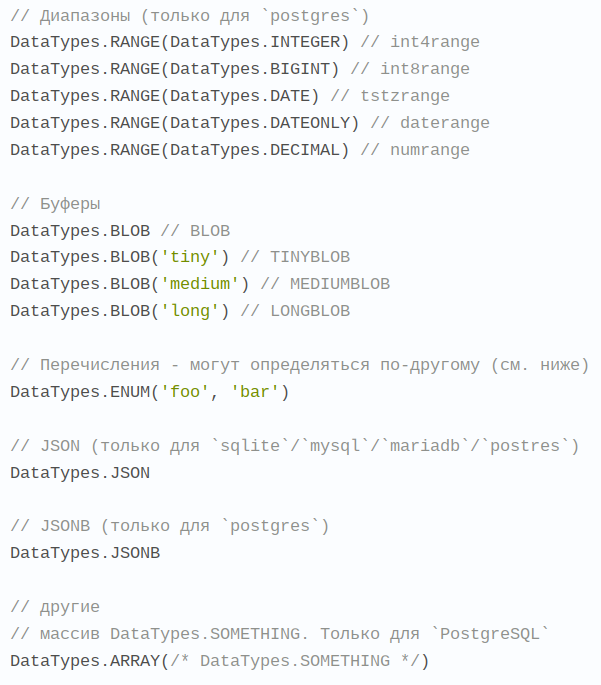 // Диапазоны (только для `postgres`)
DataTypes.RANGE(DataTypes.INTEGER) // int4range
DataTypes.RANGE(DataTypes.BIGINT) // int8range
DataTypes.RANGE(DataTypes.DATE) // tstzrange
DataTypes.RANGE(DataTypes.DATEONLY) // daterange
DataTypes.RANGE(DataTypes.DECIMAL) // numrange
// Буферы
DataTypes.BLOB // BLOB
DataTypes.BLOB('tiny') // TINYBLOB
DataTypes.BLOB('medium') // MEDIUMBLOB
DataTypes.BLOB('long') // LONGBLOB
// Перечисления - могут определяться по-другому (см. ниже)
DataTypes.ENUM('foo', 'bar')
// JSON (только для `sqlite`/`mysql`/`mariadb`/`postres`)
DataTypes.JSON
// JSONB (только для `postgres`)
DataTypes.JSONB
// другие
// массив DataTypes.SOMETHING. Только для `PostgreSQL`
DataTypes.ARRAY(/* DataTypes.SOMETHING */)